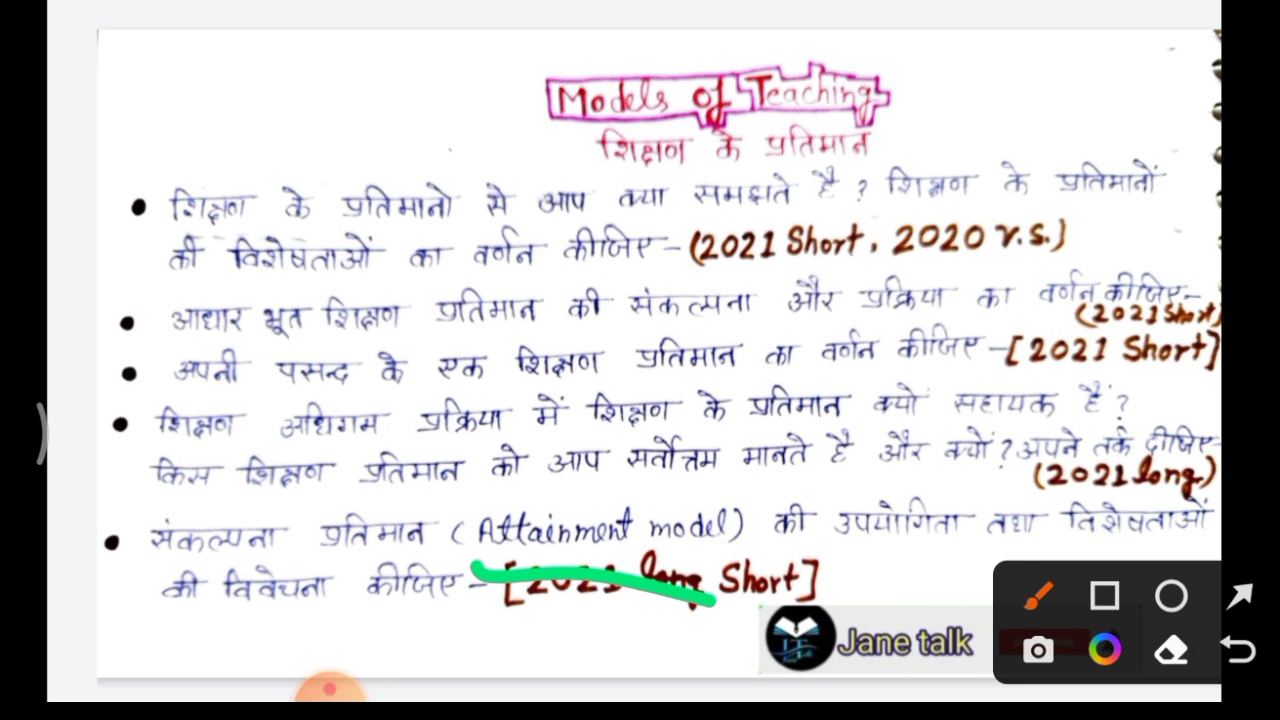 Models of Teaching
शिक्षण के प्रतिमान
• शिक्षण के प्रतिमानो से आप क्या समझते है ? शिक्षण के प्रतिमानों
की विशेषताओं का वर्णन कीजिए - (2021 Short, 2020 r.s.)
• आधार भूत शिक्षण प्रतिमान की संकल्पना और प्रक्रिया का वर्णन कीजिए -
(2021 Short)
• अपनी पसन्द के एक शिक्षण प्रतिमान का वर्णन कीजिए - [2021 Short]
• शिक्षण अधिगम प्रक्रिया में शिक्षण के प्रतिमान क्यों सहायक हैं ?
किस शिक्षण प्रतिमान को आप सर्वोत्तम मानते है और क्यों ? अपने तर्क दीजिए -
(2021 long)
• संकल्पना प्रतिमान (Attainment model) की उपयोगिता तथा विशेषताओं
की विवेचना कीजिए - [2021 long Short]
Jane talk